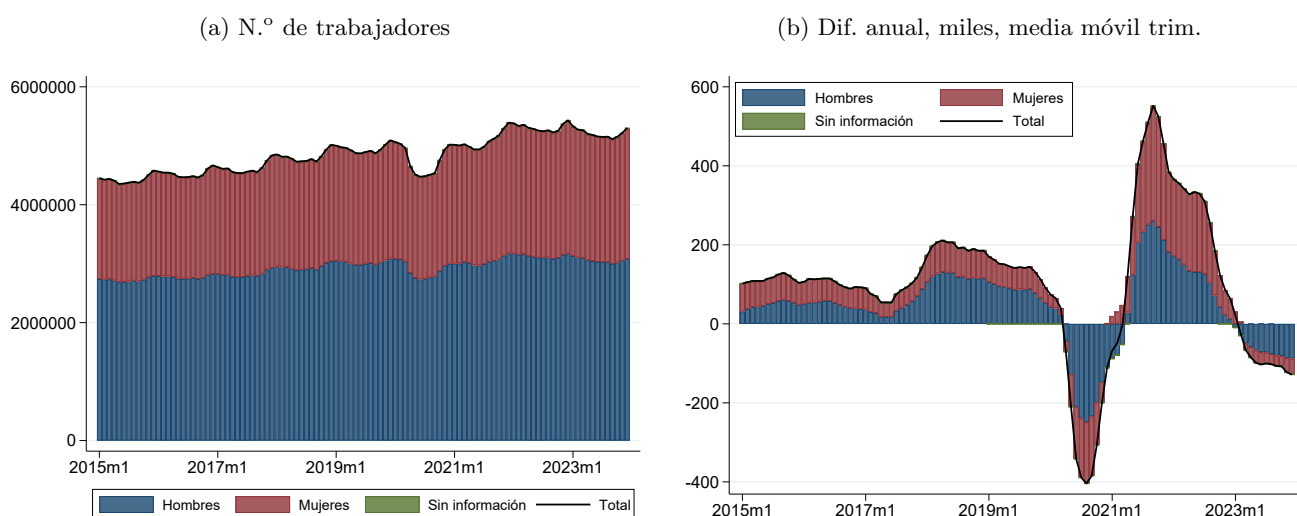 (a) N.º de trabajadores
6000000
4000000
2000000
0
2015m1 2017m1 2019m1 2021m1 2023m1
Hombres Mujeres Sin información Total
(b) Dif. anual, miles, media móvil trim.
Hombres Mujeres
Sin información Total
600
400
200
0
-200
-400
2015m1 2017m1 2019m1 2021m1 2023m1